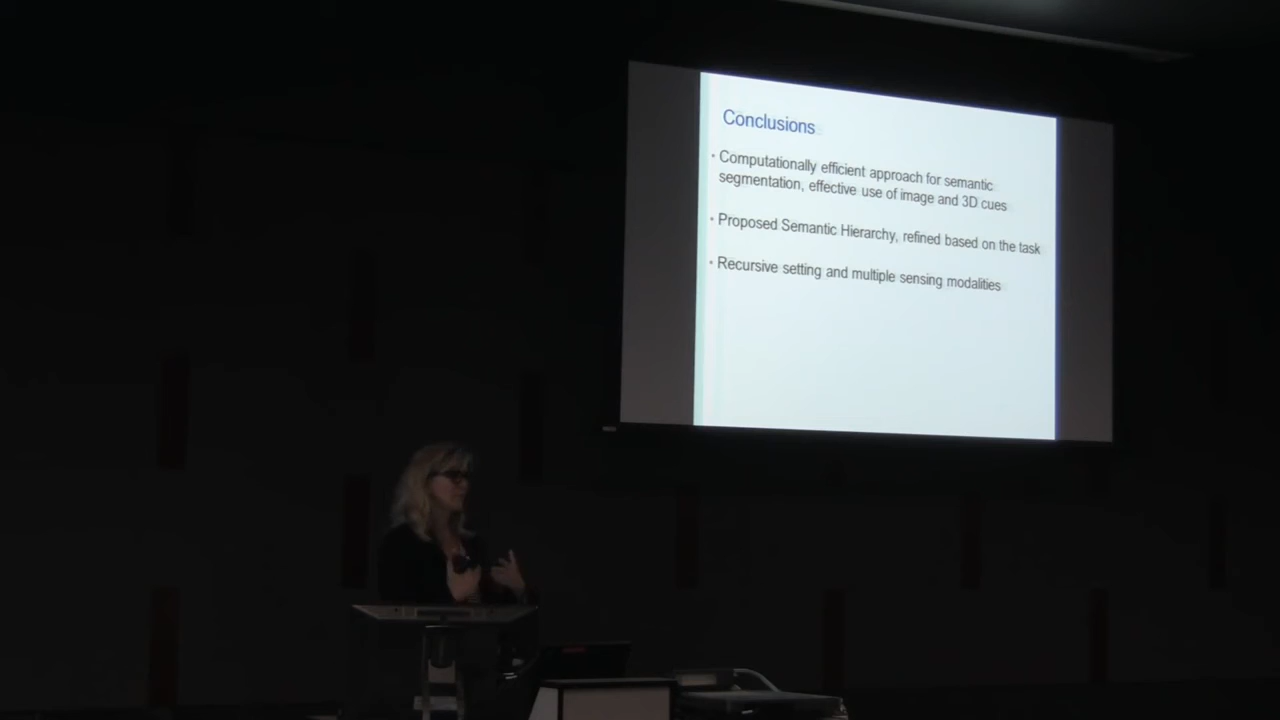 Conclusions
• Computationally efficient approach for semantic
segmentation, effective use of image and 3D cues
• Proposed Semantic Hierarchy, refined based on the task
• Recursive setting and multiple sensing modalities